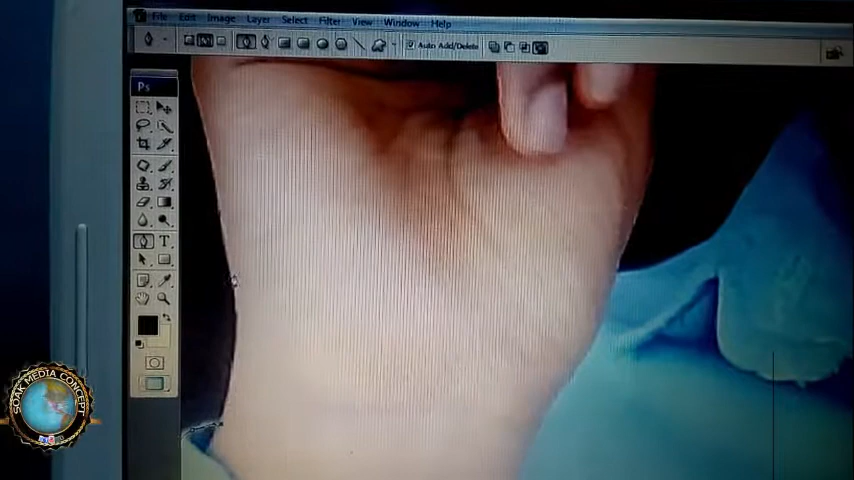 File Edit Image Layer Select Filter View Window Help
Auto Add/Delete
Ps
T
SOAK MEDIA CONCEPT